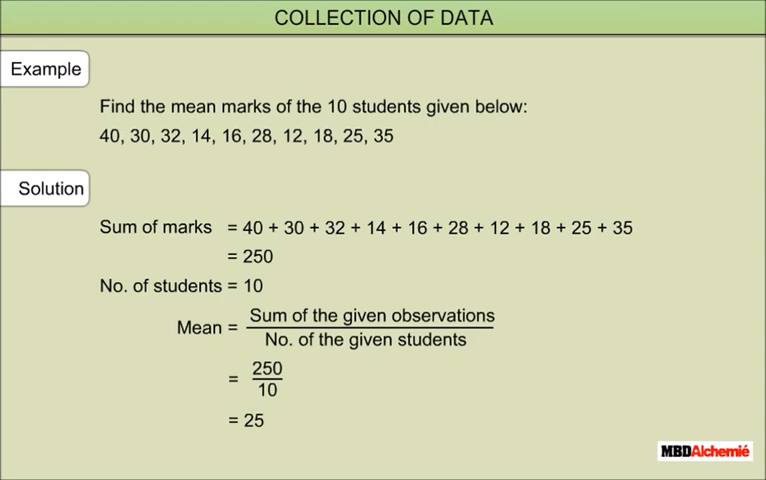 COLLECTION OF DATA
Example
Find the mean marks of the 10 students given below:
40, 30, 32, 14, 16, 28, 12, 18, 25, 35
Solution
Sum of marks = 40 + 30 + 32 + 14 + 16 + 28 + 12 + 18 + 25 + 35
= 250
No. of students = 10
Mean = Sum of the given observations
No. of the given students
= 250
10
= 25
MBDAlchemié